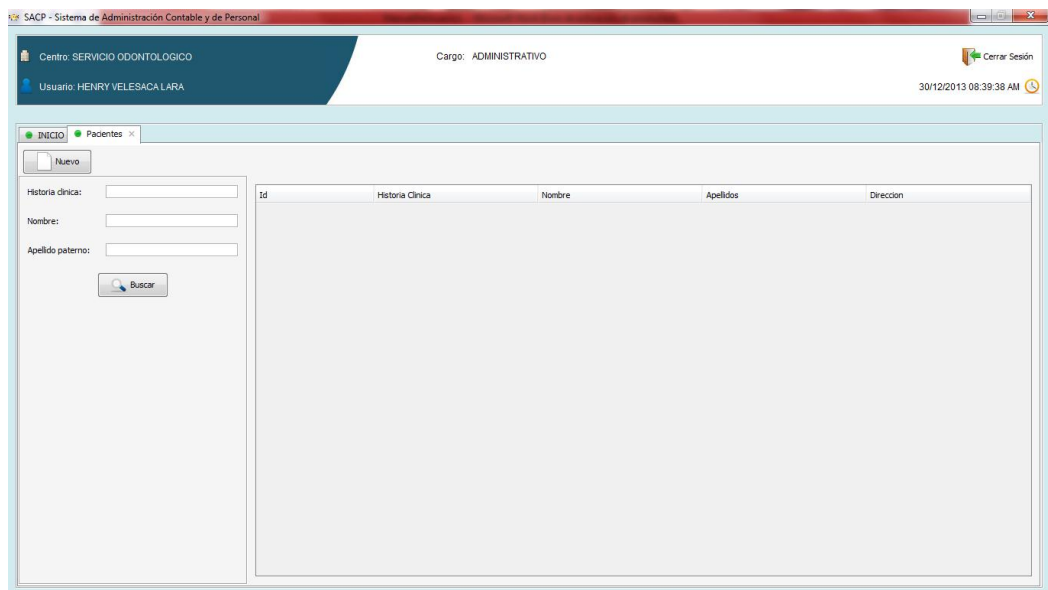 SACP - Sistema de Administración Contable y de Personal
Centro: SERVICIO ODONTOLOGICO
Cargo: ADMINISTRATIVO
Cerrar Sesión
Usuario: HENRY VELESACA LARA
30/12/2013 08:39:38 AM
INICIO
Pacientes
Nuevo
Historia clinica:
Id
Historia Clinica
Nombre
Apellidos
Direccion
Nombre:
Apellido paterno:
Buscar